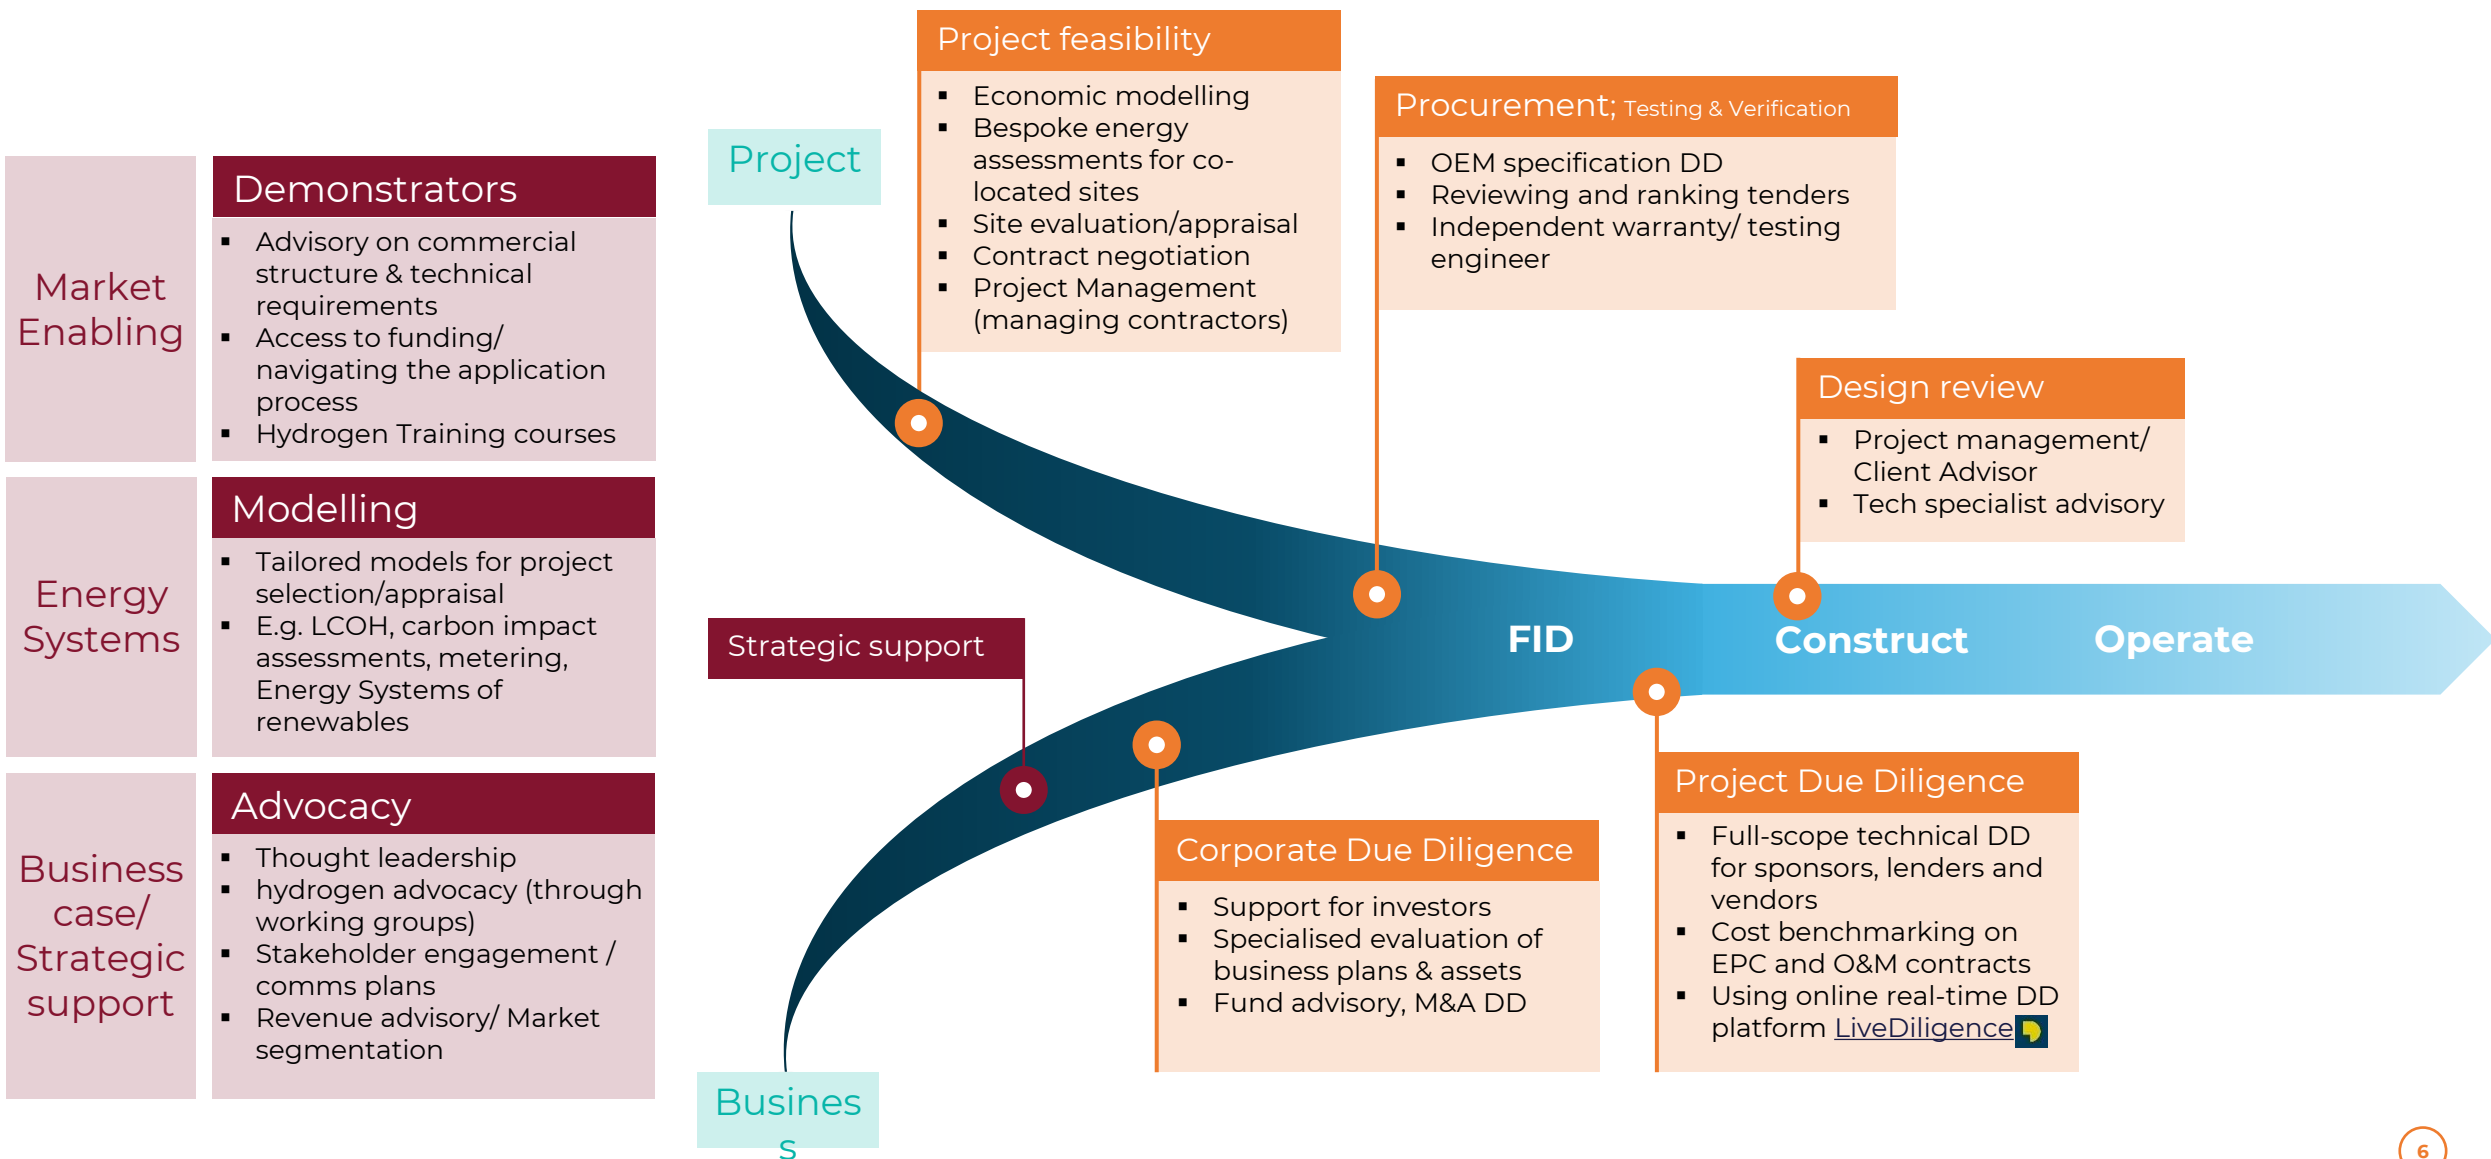 Market
Enabling
Demonstrators
▪ Advisory on commercial
structure & technical
requirements
▪ Access to funding/
navigating the application
process
▪ Hydrogen Training courses
Energy
Systems
Modelling
▪ Tailored models for project
selection/appraisal
▪ E.g. LCOH, carbon impact
assessments, metering,
Energy Systems of
renewables
Business
case/
Strategic
support
Advocacy
▪ Thought leadership
▪ hydrogen advocacy (through
working groups)
▪ Stakeholder engagement /
comms plans
▪ Revenue advisory/ Market
segmentation
Project
Project feasibility
▪ Economic modelling
▪ Bespoke energy
assessments for co-
located sites
▪ Site evaluation/appraisal
▪ Contract negotiation
▪ Project Management
(managing contractors)
Procurement; Testing & Verification
▪ OEM specification DD
▪ Reviewing and ranking tenders
▪ Independent warranty/ testing
engineer
Design review
▪ Project management/
Client Advisor
▪ Tech specialist advisory
Strategic support
FID
Construct
Operate
Corporate Due Diligence
▪ Support for investors
▪ Specialised evaluation of
business plans & assets
▪ Fund advisory, M&A DD
Project Due Diligence
▪ Full-scope technical DD
for sponsors, lenders and
vendors
▪ Cost benchmarking on
EPC and O&M contracts
▪ Using online real-time DD
platform LiveDiligence
Busines
s
6